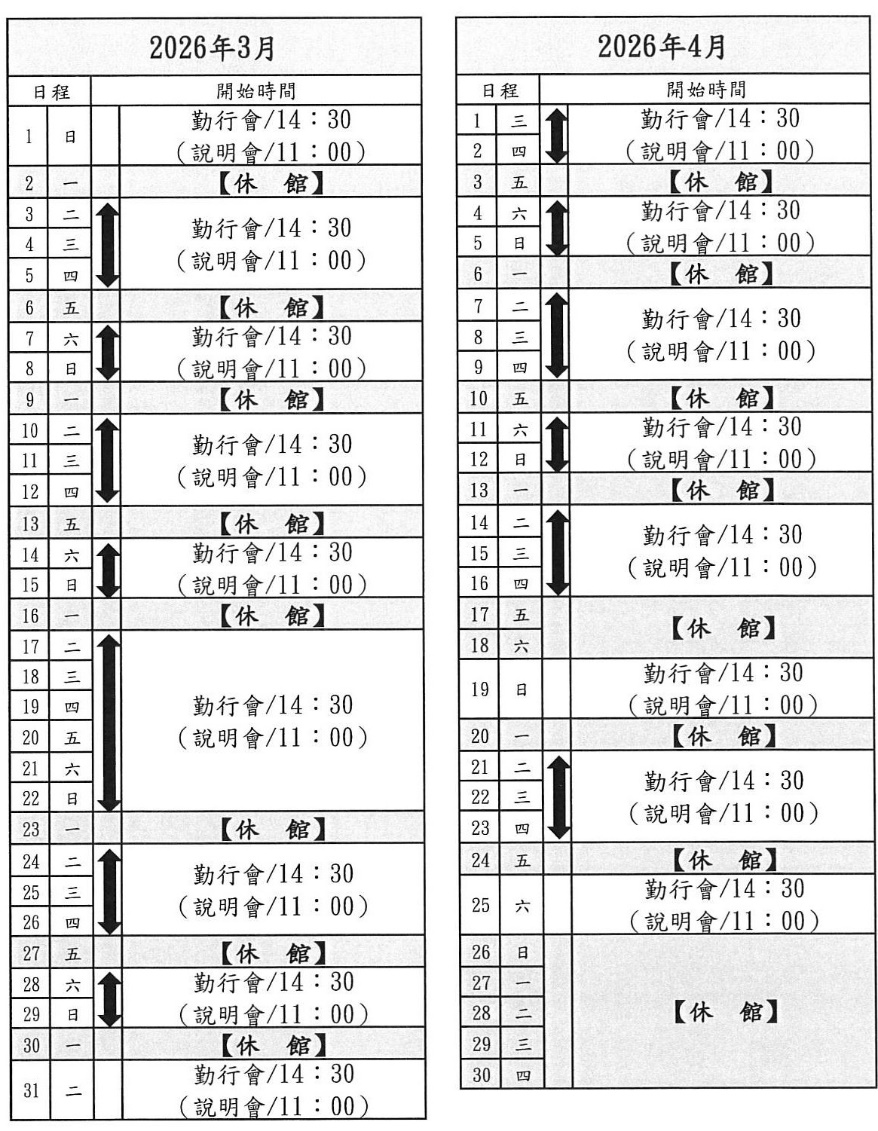 2026年3月
日程 開始時間
1 日 勤行會/14：30
（說明會/11：00）
2 一 【休 館】
3 二
4 三
5 四
勤行會/14：30
（說明會/11：00）
6 五 【休 館】
7 六 勤行會/14：30
8 日 （說明會/11：00）
9 一 【休 館】
10 二
11 三
12 四
勤行會/14：30
（說明會/11：00）
13 五 【休 館】
14 六 勤行會/14：30
15 日 （說明會/11：00）
16 一 【休 館】
17 二
18 三
19 四
20 五
21 六
22 日
勤行會/14：30
（說明會/11：00）
23 一 【休 館】
24 二
25 三
26 四
勤行會/14：30
（說明會/11：00）
27 五 【休 館】
28 六 勤行會/14：30
29 日 （說明會/11：00）
30 一 【休 館】
31 二 勤行會/14：30
（說明會/11：00）
2026年4月
日程 開始時間
1 三 勤行會/14：30
2 四 （說明會/11：00）
3 五 【休 館】
4 六 勤行會/14：30
5 日 （說明會/11：00）
6 一 【休 館】
7 二
8 三
9 四
勤行會/14：30
（說明會/11：00）
10 五 【休 館】
11 六 勤行會/14：30
12 日 （說明會/11：00）
13 一 【休 館】
14 二
15 三
16 四
勤行會/14：30
（說明會/11：00）
17 五
18 六
【休 館】
19 日 勤行會/14：30
（說明會/11：00）
20 一 【休 館】
21 二
22 三
23 四
勤行會/14：30
（說明會/11：00）
24 五 【休 館】
25 六 勤行會/14：30
（說明會/11：00）
26 日
27 一
28 二
29 三
30 四
【休 館】